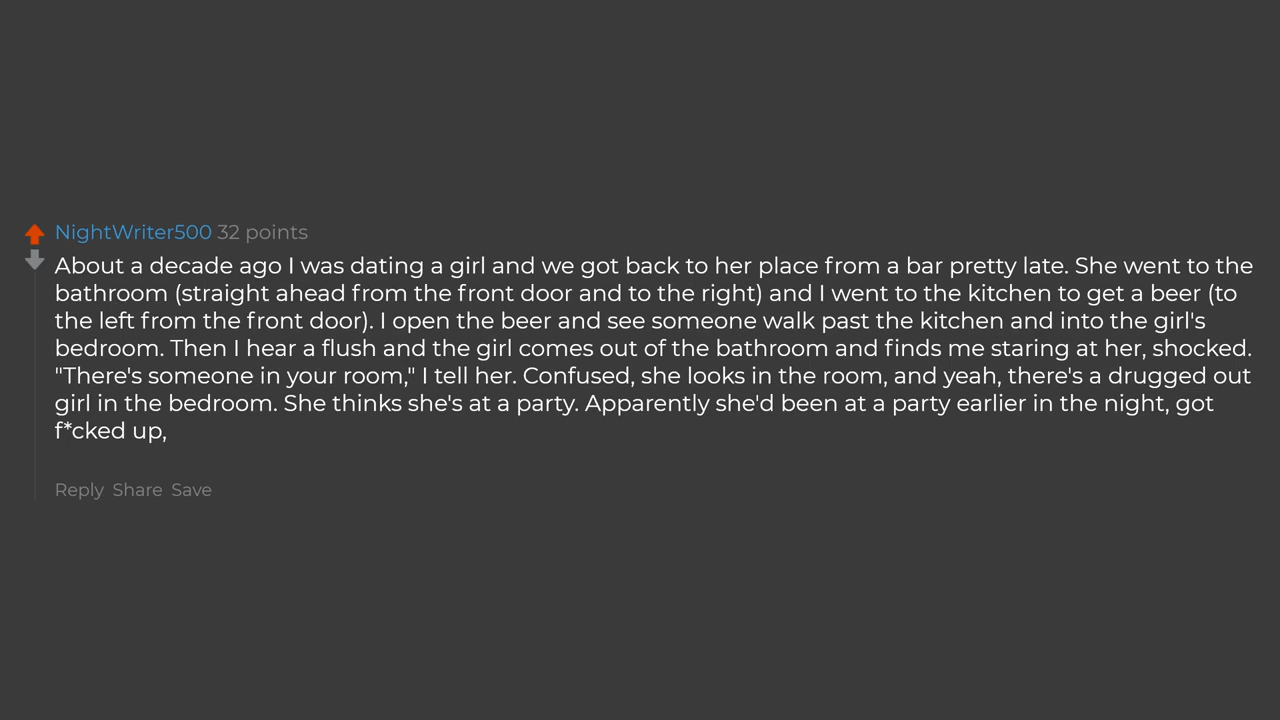 NightWriter500 32 points
About a decade ago I was dating a girl and we got back to her place from a bar pretty late. She went to the
bathroom (straight ahead from the front door and to the right) and I went to the kitchen to get a beer (to
the left from the front door). I open the beer and see someone walk past the kitchen and into the girl's
bedroom. Then I hear a flush and the girl comes out of the bathroom and finds me staring at her, shocked.
"There's someone in your room," I tell her. Confused, she looks in the room, and yeah, there's a drugged out
girl in the bedroom. She thinks she's at a party. Apparently she'd been at a party earlier in the night, got
f*cked up,
Reply Share Save